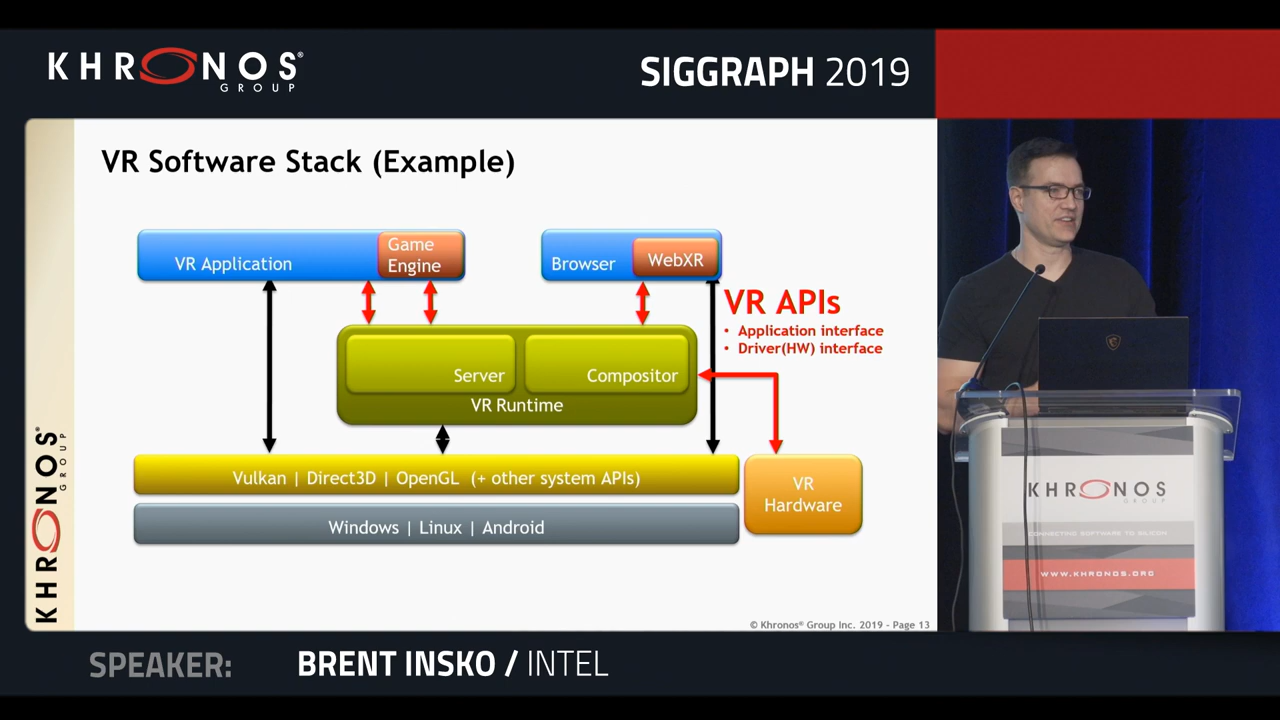 KHRONOS®
GROUP
SIGGRAPH 2019
VR Software Stack (Example)
VR Application
Game
Engine
Browser
WebXR
VR APIs
• Application interface
• Driver(HW) interface
Server
Compositor
VR Runtime
Vulkan | Direct3D | OpenGL (+ other system APIs)
Windows | Linux | Android
VR
Hardware
KHRONOS
GROUP
© Khronos® Group Inc. 2019 - Page 13
KHRONOS
GROUP
CONNECTING SOFTWARE TO SILICON
WWW.KHRONOS.ORG
SPEAKER: BRENT INSKO / INTEL